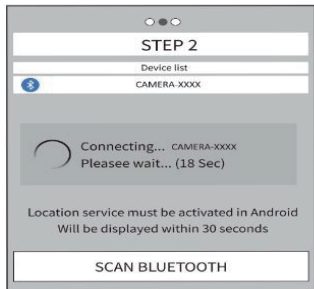 STEP 2
Device list
CAMERA-XXXX
Connecting... CAMERA-XXXX
Pleasee wait... (18 Sec)
Location service must be activated in Android
Will be displayed within 30 seconds
SCAN BLUETOOTH